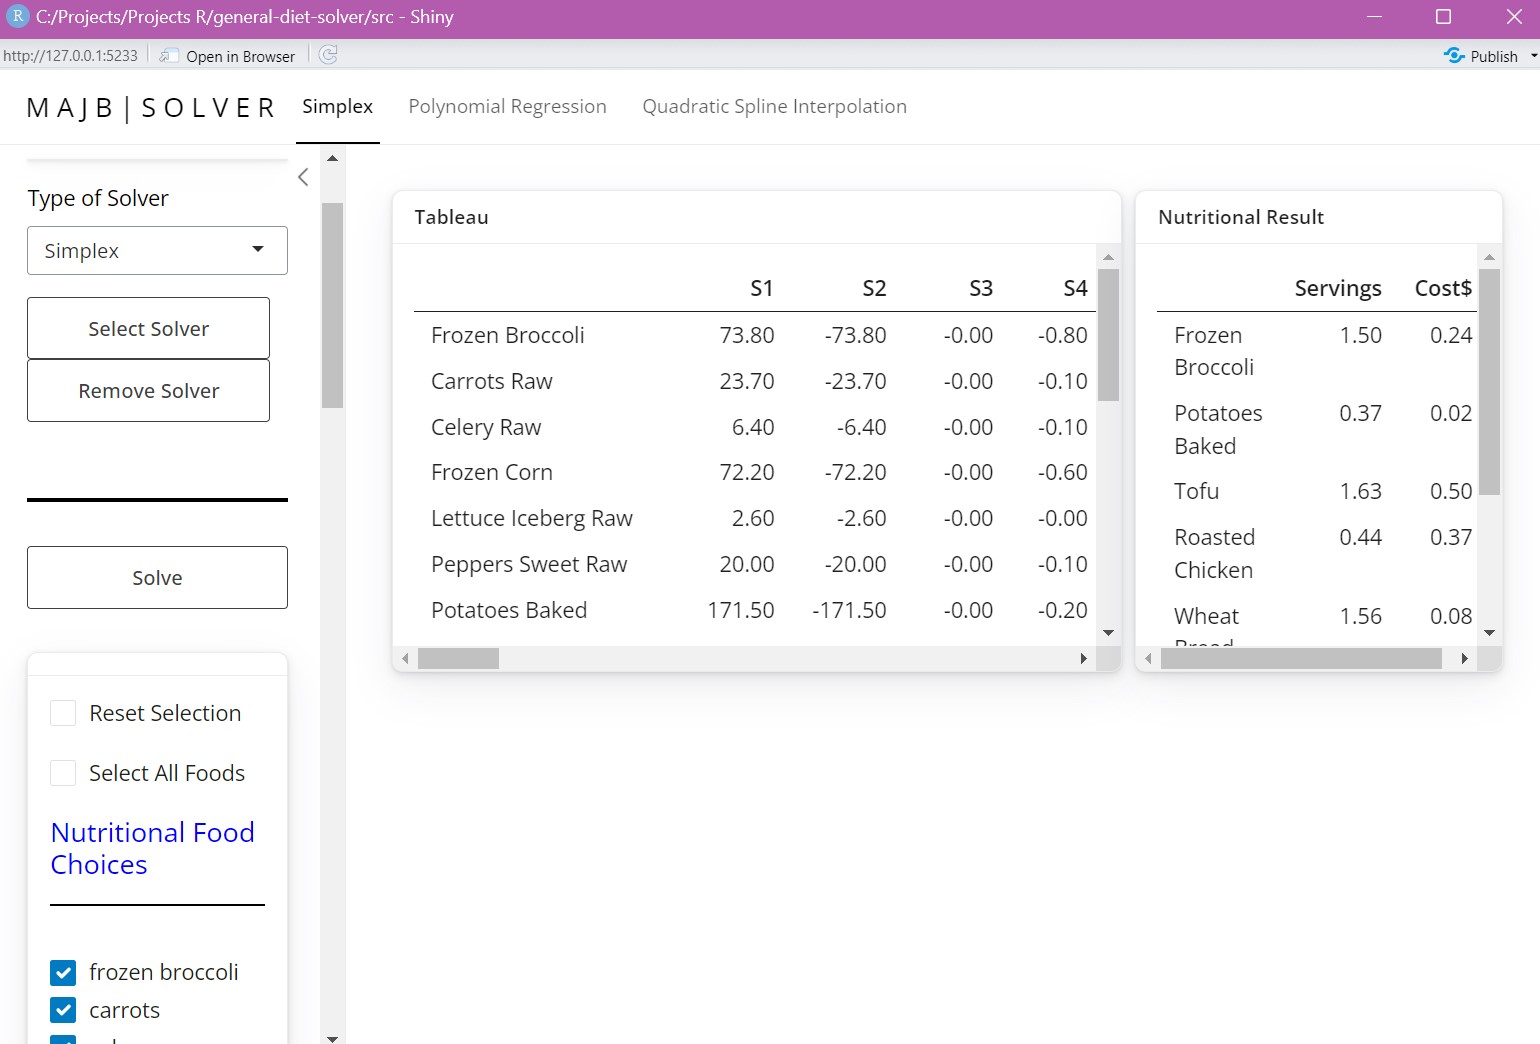 R C:/Projects/Projects R/general-diet-solver/src - Shiny
http://127.0.0.1:5233 Open in Browser Publish
MAJB|SOLVER Simplex Polynomial Regression Quadratic Spline Interpolation
Type of Solver
Simplex
Select Solver
Remove Solver
Solve
Reset Selection
Select All Foods
Nutritional Food
Choices
frozen broccoli
carrots
Tableau
S1 S2 S3 S4
Frozen Broccoli 73.80 -73.80 -0.00 -0.80
Carrots Raw 23.70 -23.70 -0.00 -0.10
Celery Raw 6.40 -6.40 -0.00 -0.10
Frozen Corn 72.20 -72.20 -0.00 -0.60
Lettuce Iceberg Raw 2.60 -2.60 -0.00 -0.00
Peppers Sweet Raw 20.00 -20.00 -0.00 -0.10
Potatoes Baked 171.50 -171.50 -0.00 -0.20
Nutritional Result
Servings Cost$
Frozen 1.50 0.24
Broccoli
Potatoes 0.37 0.02
Baked
Tofu 1.63 0.50
Roasted 0.44 0.37
Chicken
Wheat 1.56 0.08